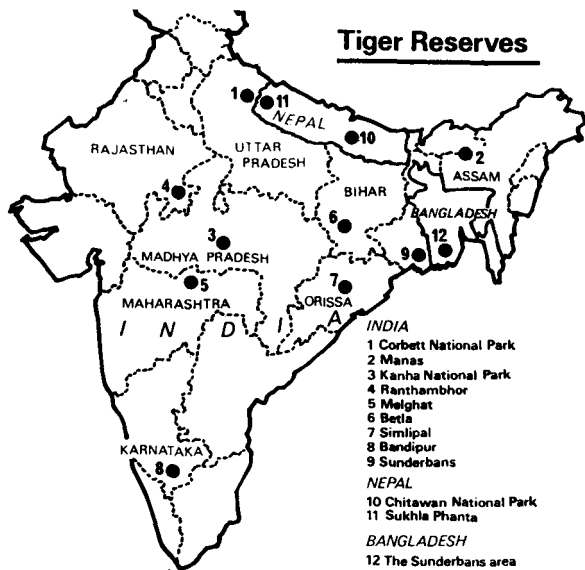 Tiger Reserves
1
11
NEPAL
10
RAJASTHAN
UTTAR
PRADESH
2
ASSAM
4
BIHAR
BANGLADESH
6
3
MADHYA PRADESH
9
12
5
MAHARASHTRA
7
ORISSA
I N D I A
KARNATAKA
8
INDIA
1 Corbett National Park
2 Manas
3 Kanha National Park
4 Ranthambhor
5 Melghat
6 Betla
7 Simlipal
8 Bandipur
9 Sunderbans
NEPAL
10 Chitawan National Park
11 Sukhla Phanta
BANGLADESH
12 The Sunderbans area